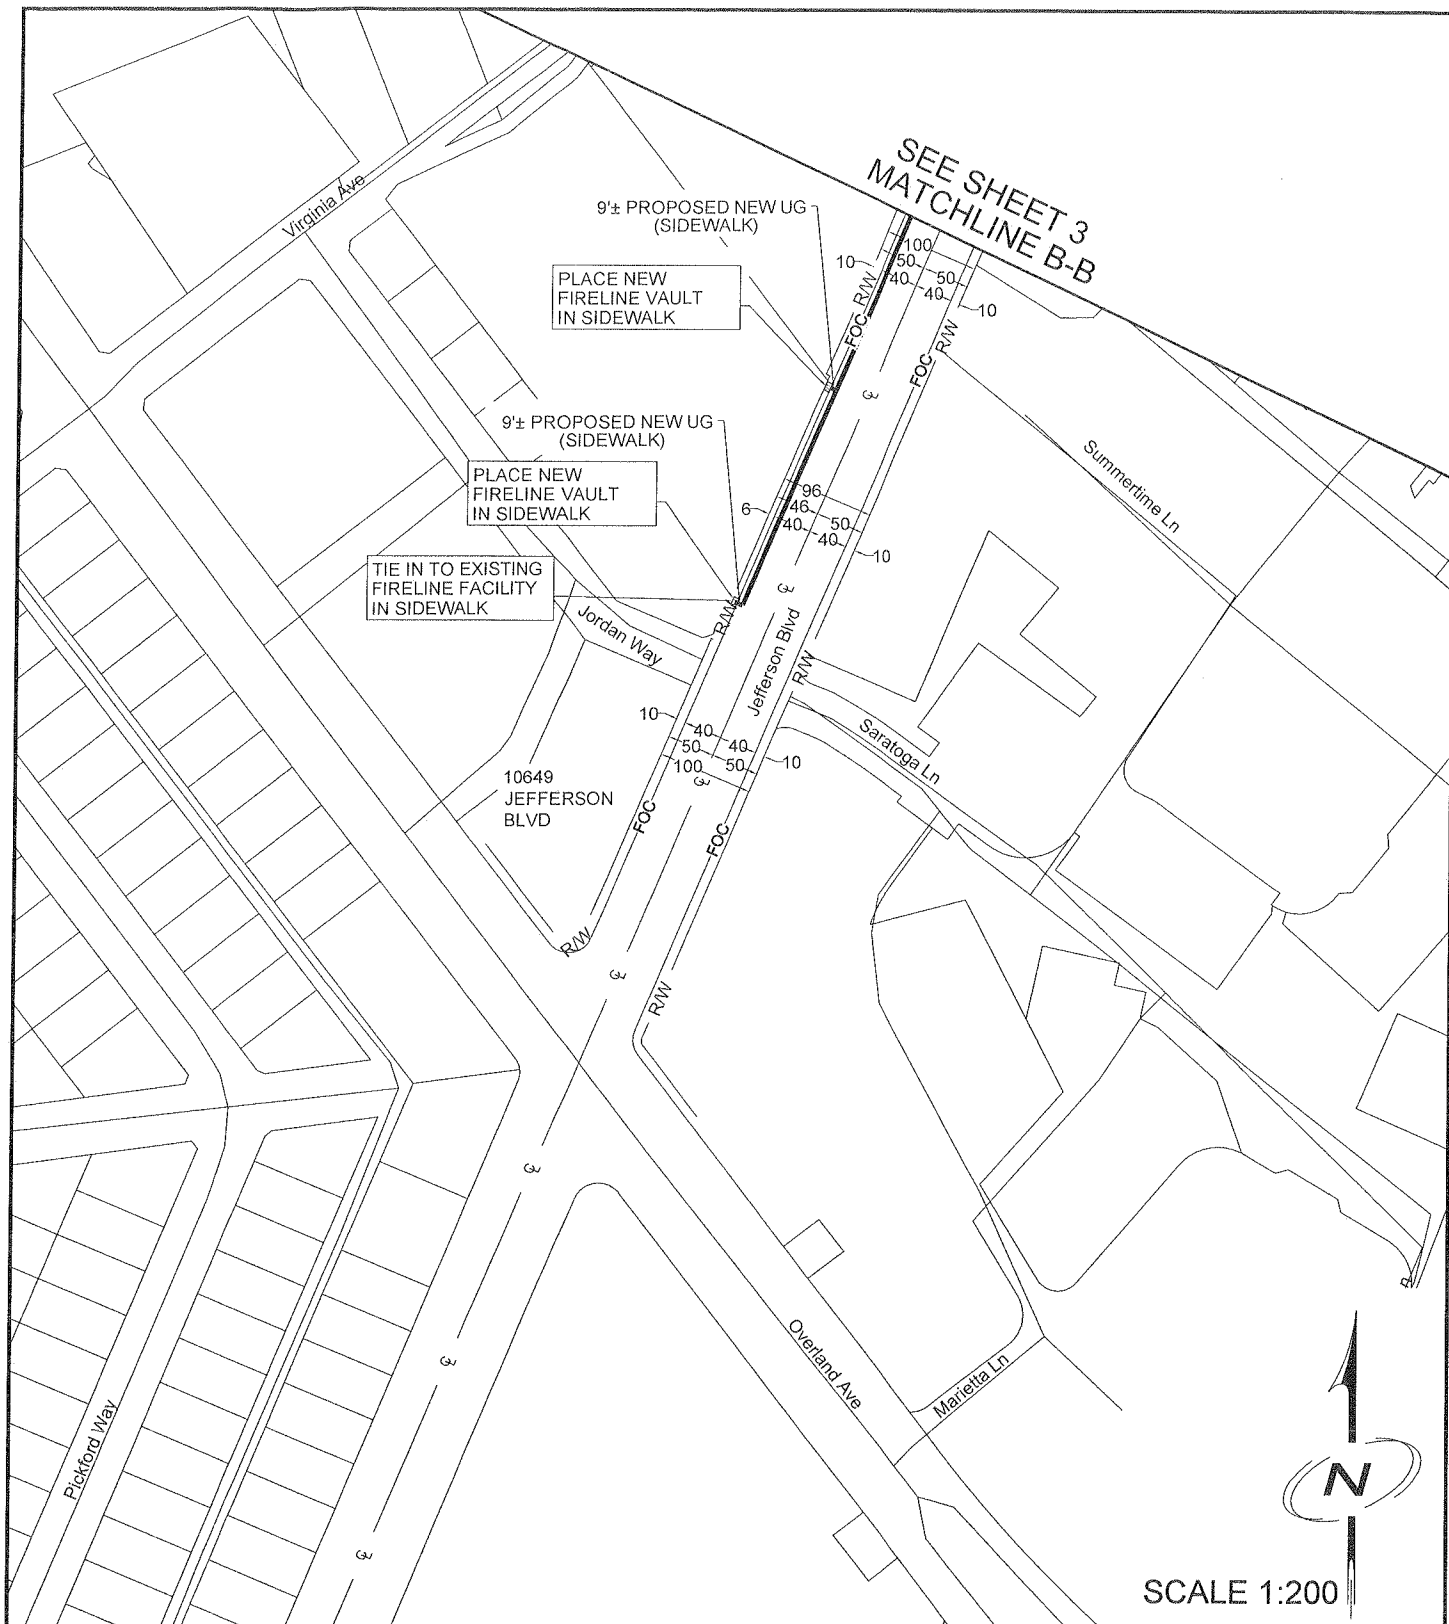 SEE SHEET 3
MATCHLINE B-B
Virginia Ave
9'± PROPOSED NEW UG
(SIDEWALK)
100
10
50
40
50
40
10
R/W
FOC
R/W
FOC
PLACE NEW
FIRELINE VAULT
IN SIDEWALK
9'± PROPOSED NEW UG
(SIDEWALK)
Summertime Ln
PLACE NEW
FIRELINE VAULT
IN SIDEWALK
96
6
46
40
50
40
10
TIE IN TO EXISTING
FIRELINE FACILITY
IN SIDEWALK
R/W
Jordan Way
Jefferson Blvd
R/W
10
40
50
40
100
50
10
Saratoga Ln
10649
JEFFERSON
BLVD
FOC
FOC
R/W
R/W
Overland Ave
Marietta Ln
Pickford Way
N
SCALE 1:200